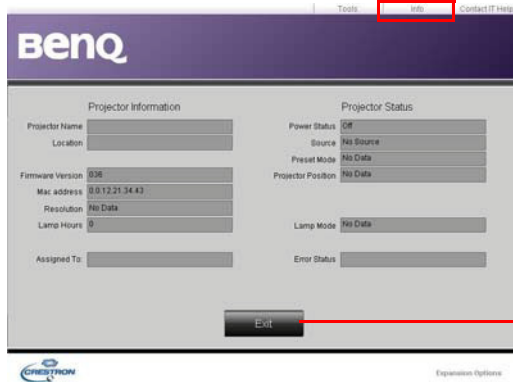 Tools Info Contact IT Help
BenQ
Projector Information
Projector Name
Location
Firmware Version 036
Mac address 0.0.12.21.34.43
Resolution No Data
Lamp Hours 0
Assigned To:
Projector Status
Power Status Off
Source No Source
Preset Mode No Data
Projector Position No Data
Lamp Mode No Data
Error Status
Exit
CRESTRON
Expansion Options